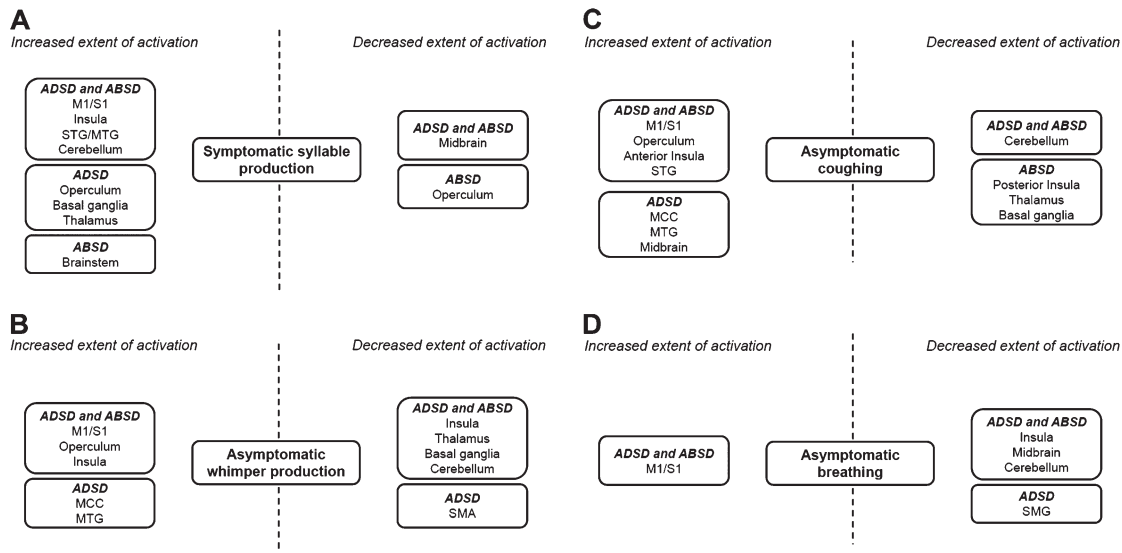 A
Increased extent of activation
Decreased extent of activation
ADSD and ABSD
M1/S1
Insula
STG/MTG
Cerebellum
ADSD
Operculum
Basal ganglia
Thalamus
ABSD
Brainstem
Symptomatic syllable
production
ADSD and ABSD
Midbrain
ABSD
Operculum
B
Increased extent of activation
Decreased extent of activation
ADSD and ABSD
M1/S1
Operculum
Insula
ADSD
MCC
MTG
Asymptomatic
whimper production
ADSD and ABSD
Insula
Thalamus
Basal ganglia
Cerebellum
ADSD
SMA
C
Increased extent of activation
Decreased extent of activation
ADSD and ABSD
M1/S1
Operculum
Anterior Insula
STG
ADSD
MCC
MTG
Midbrain
Asymptomatic
coughing
ADSD and ABSD
Cerebellum
ABSD
Posterior Insula
Thalamus
Basal ganglia
D
Increased extent of activation
Decreased extent of activation
ADSD and ABSD
M1/S1
Asymptomatic
breathing
ADSD and ABSD
Insula
Midbrain
Cerebellum
ADSD
SMG